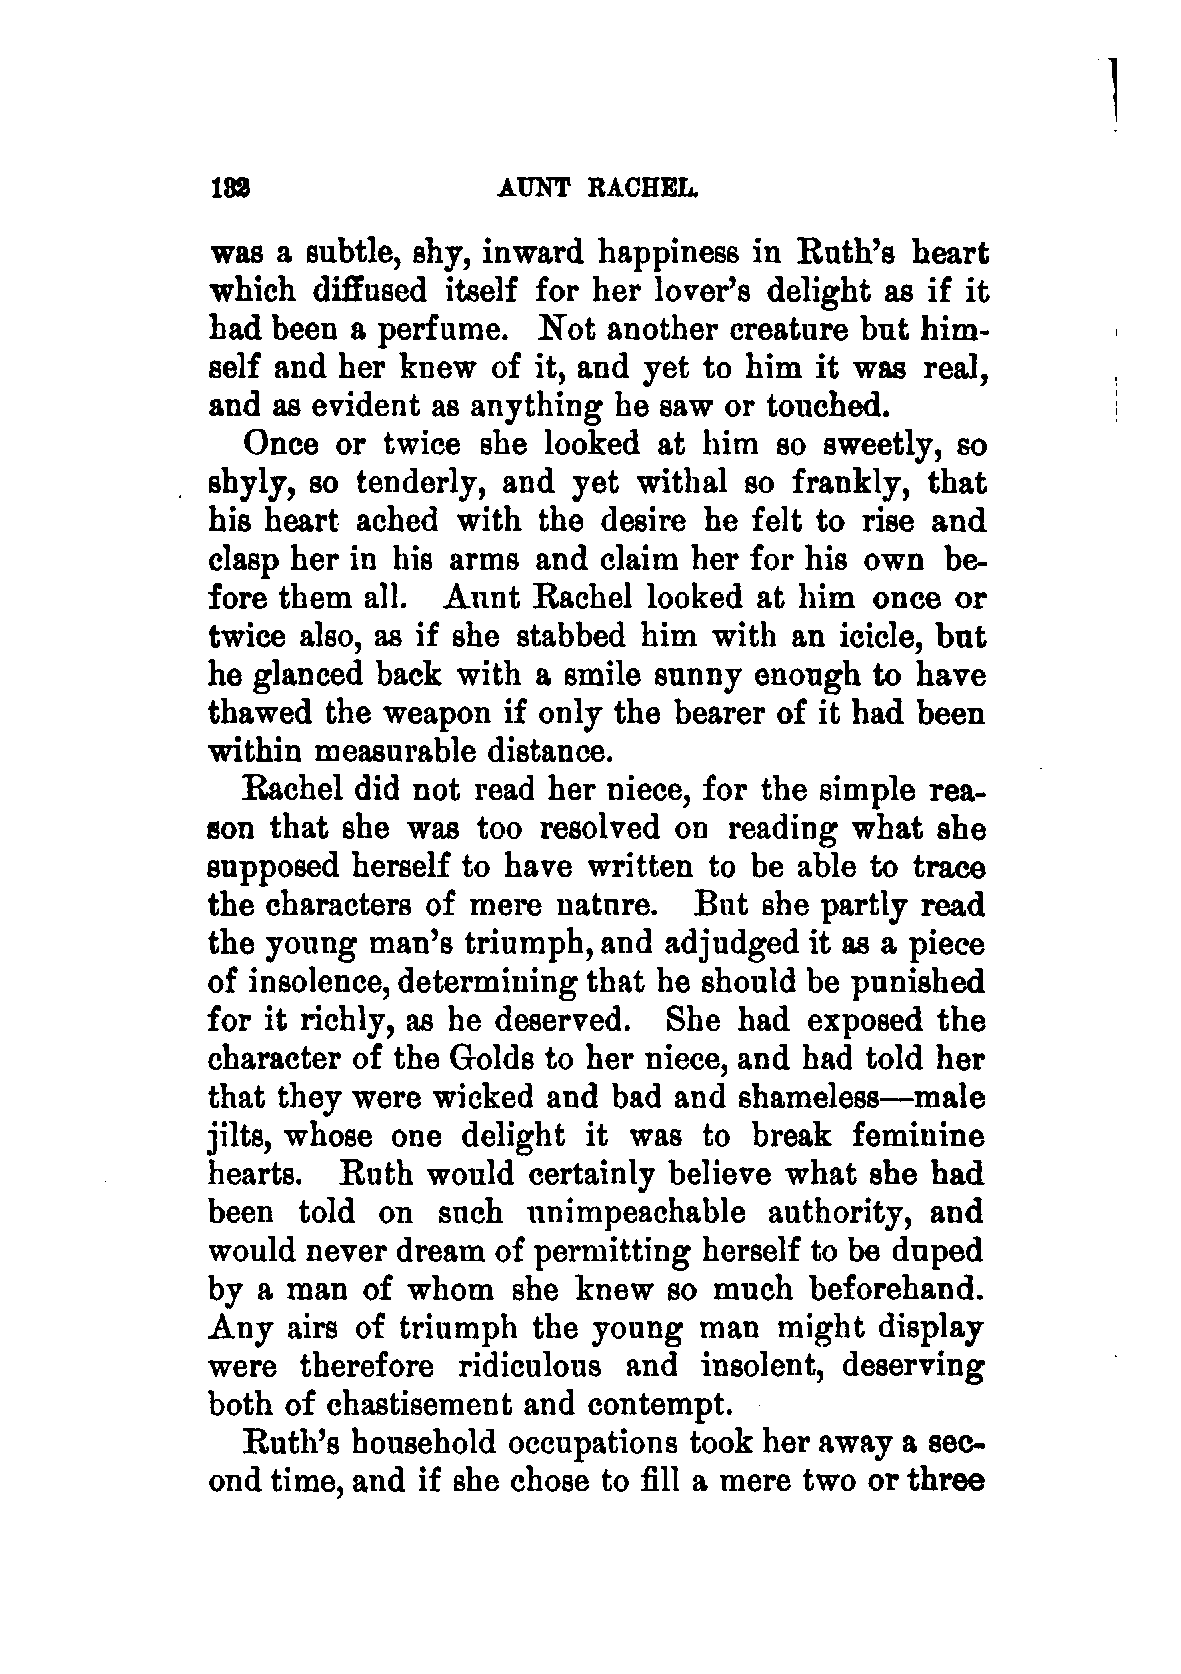 132 AUNT RACHEL.
was a subtle, shy, inward happiness in Ruth's heart
which diffused itself for her lover's delight as if it
had been a perfume. Not another creature but him-
self and her knew of it, and yet to him it was real,
and as evident as anything he saw or touched.
Once or twice she looked at him so sweetly, so
shyly, so tenderly, and yet withal so frankly, that
his heart ached with the desire he felt to rise and
clasp her in his arms and claim her for his own be-
fore them all. Aunt Rachel looked at him once or
twice also, as if she stabbed him with an icicle, but
he glanced back with a smile sunny enough to have
thawed the weapon if only the bearer of it had been
within measurable distance.
Rachel did not read her niece, for the simple rea-
son that she was too resolved on reading what she
supposed herself to have written to be able to trace
the characters of mere nature. But she partly read
the young man's triumph, and adjudged it as a piece
of insolence, determining that he should be punished
for it richly, as he deserved. She had exposed the
character of the Golds to her niece, and had told her
that they were wicked and bad and shameless—male
jilts, whose one delight it was to break feminine
hearts. Ruth would certainly believe what she had
been told on such unimpeachable authority, and
would never dream of permitting herself to be duped
by a man of whom she knew so much beforehand.
Any airs of triumph the young man might display
were therefore ridiculous and insolent, deserving
both of chastisement and contempt.
Ruth's household occupations took her away a sec-
ond time, and if she chose to fill a mere two or three